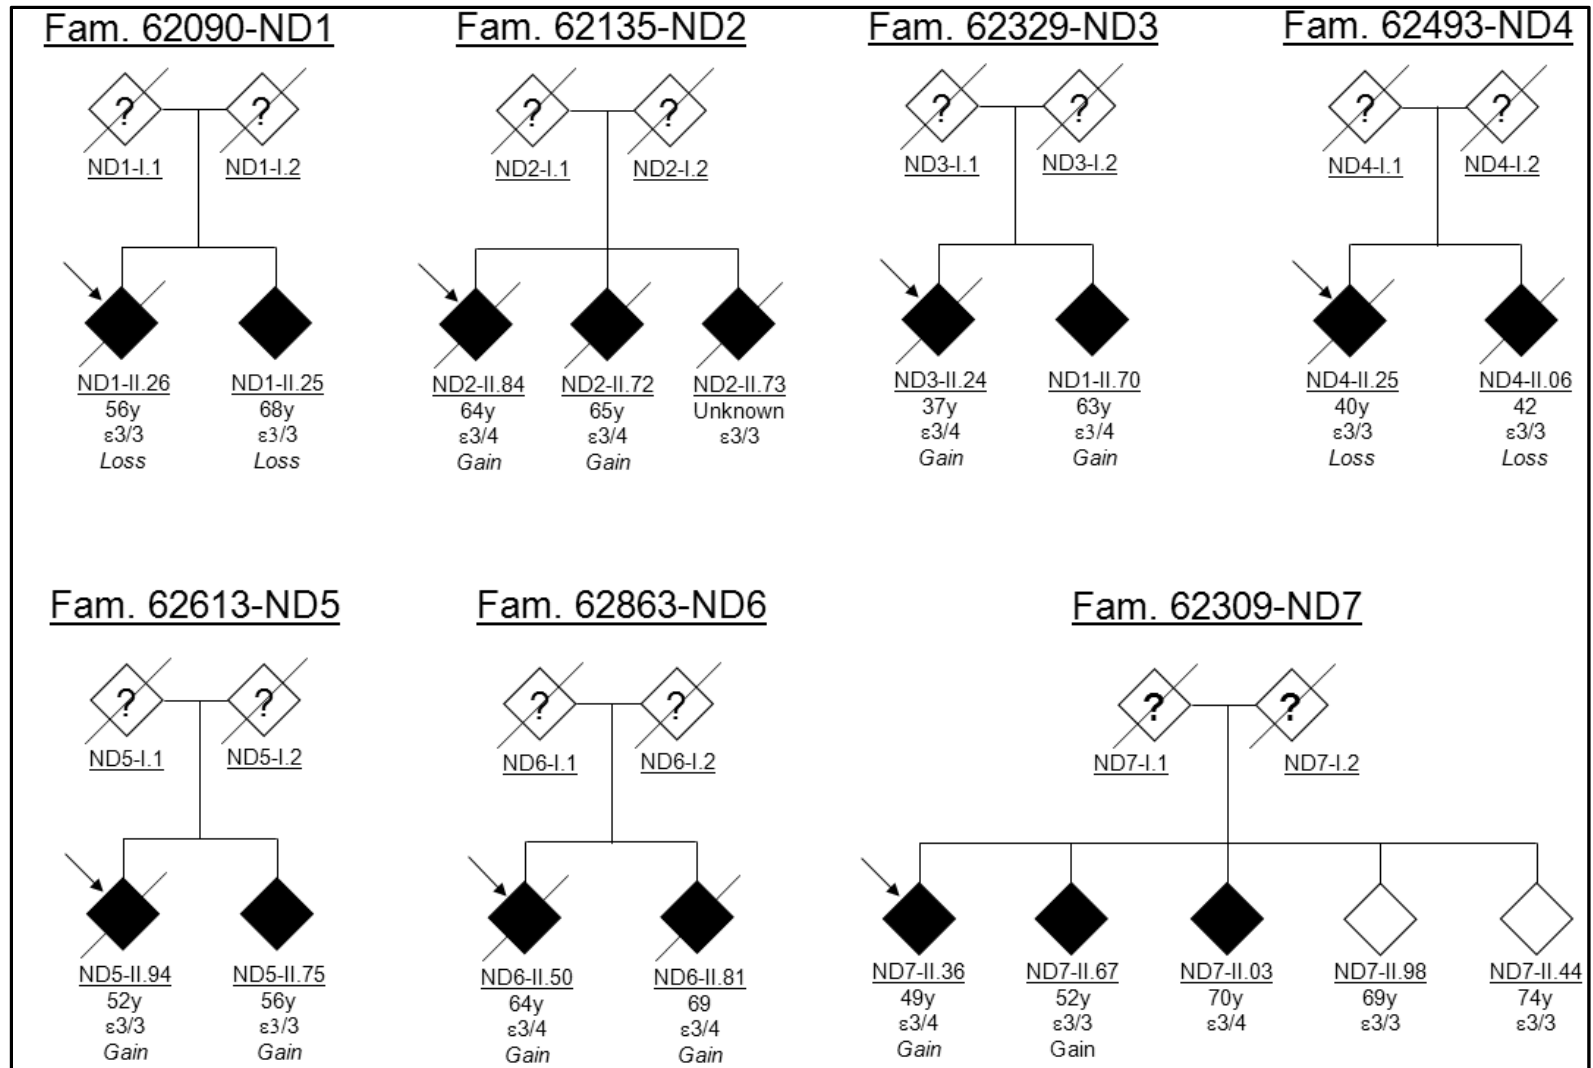 Fam. 62090-ND1
Fam. 62135-ND2
Fam. 62329-ND3
Fam. 62493-ND4
? ? ? ? ? ? ? ?
ND1-I.1 ND1-I.2 ND2-I.1 ND2-I.2 ND3-I.1 ND3-I.2 ND4-I.1 ND4-I.2
ND1-II.26 ND1-II.25 ND2-II.84 ND2-II.72 ND2-II.73 ND3-II.24 ND1-II.70 ND4-II.25 ND4-II.06
56y 68y 64y 65y Unknown 37y 63y 40y 42
ε3/3 ε3/3 ε3/4 ε3/4 ε3/3 ε3/4 ε3/4 ε3/3 ε3/3
Loss Loss Gain Gain Gain Gain Loss Loss
Fam. 62613-ND5
Fam. 62863-ND6
Fam. 62309-ND7
? ? ? ? ? ?
ND5-I.1 ND5-I.2 ND6-I.1 ND6-I.2 ND7-I.1 ND7-I.2
ND5-II.94 ND5-II.75 ND6-II.50 ND6-II.81 ND7-II.36 ND7-II.67 ND7-II.03 ND7-II.98 ND7-II.44
52y 56y 64y 69 49y 52y 70y 69y 74y
ε3/3 ε3/3 ε3/4 ε3/4 ε3/4 ε3/3 ε3/4 ε3/3 ε3/3
Gain Gain Gain Gain Gain Gain